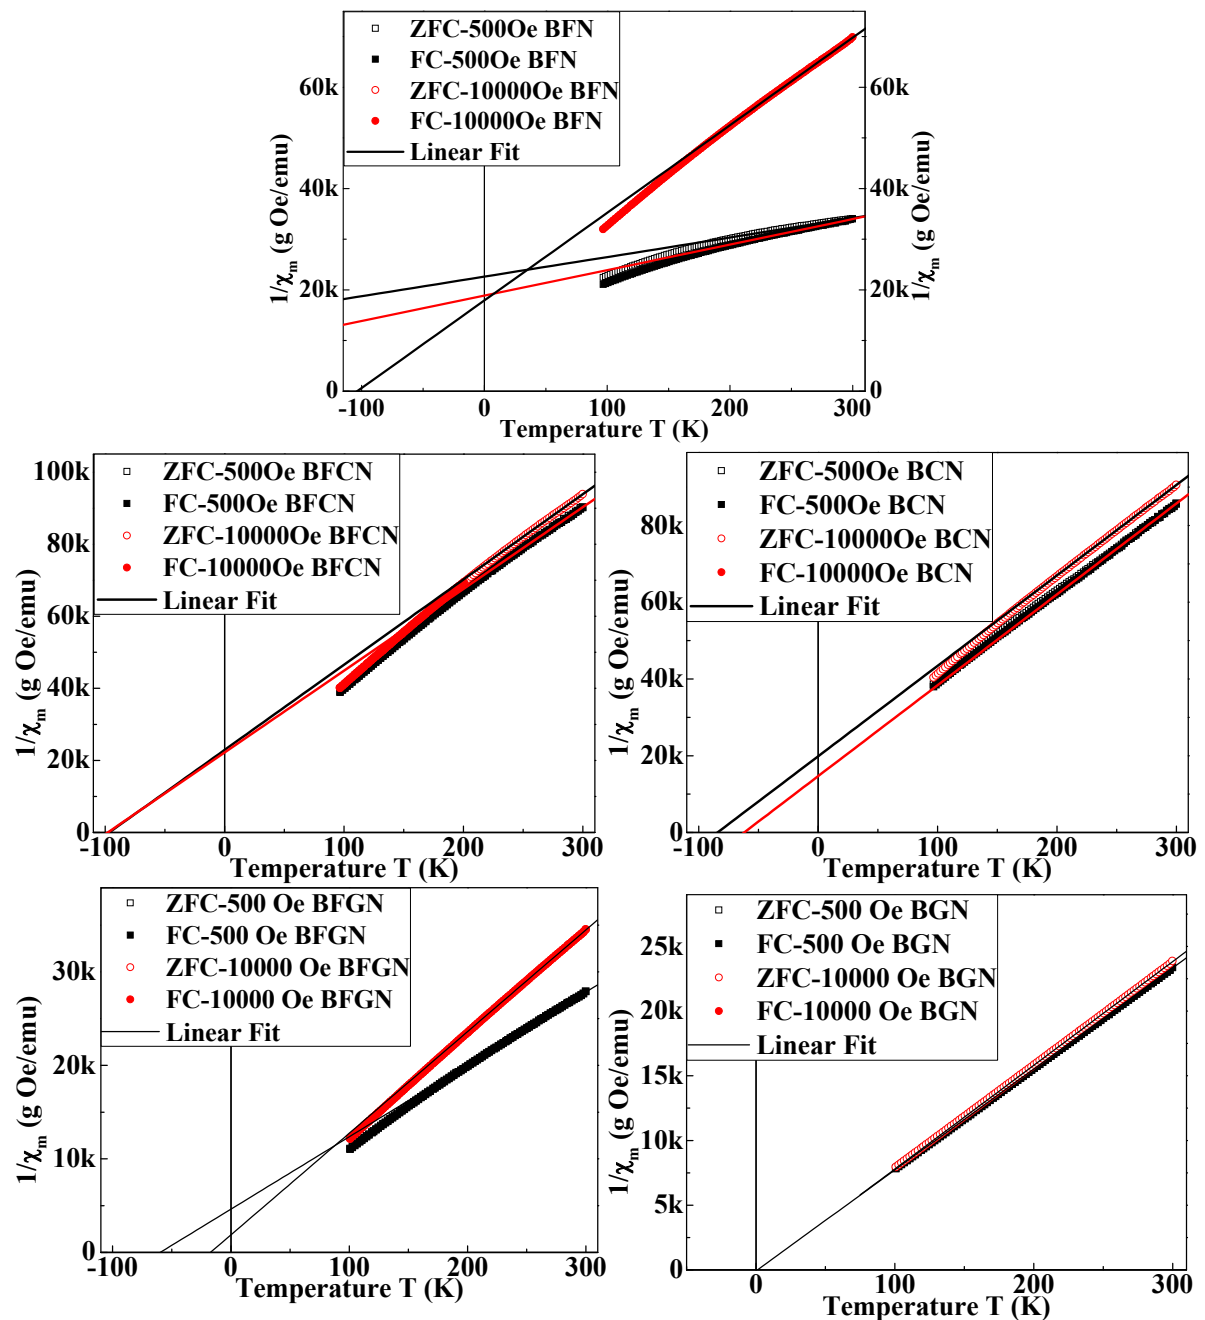 ZFC-500Oe BFN
FC-500Oe BFN
ZFC-10000Oe BFN
FC-10000Oe BFN
Linear Fit
1/χm (g Oe/emu)
60k
40k
20k
0
60k
40k
20k
0
1/χm (g Oe/emu)
-100 0 100 200 300
Temperature T (K)
ZFC-500Oe BFCN
FC-500Oe BFCN
ZFC-10000Oe BFCN
FC-10000Oe BFCN
Linear Fit
1/χm (g Oe/emu)
100k
80k
60k
40k
20k
0
-100 0 100 200 300
Temperature T (K)
ZFC-500Oe BCN
FC-500Oe BCN
ZFC-10000Oe BCN
FC-10000Oe BCN
Linear Fit
1/χm (g Oe/emu)
80k
60k
40k
20k
0
-100 0 100 200 300
Temperature T (K)
ZFC-500 Oe BFGN
FC-500 Oe BFGN
ZFC-10000 Oe BFGN
FC-10000 Oe BFGN
Linear Fit
1/χm (g Oe/emu)
30k
20k
10k
0
-100 0 100 200 300
Temperature T (K)
ZFC-500 Oe BGN
FC-500 Oe BGN
ZFC-10000 Oe BGN
FC-10000 Oe BGN
Linear Fit
1/χm (g Oe/emu)
25k
20k
15k
10k
5k
0
0 100 200 300
Temperature T (K)